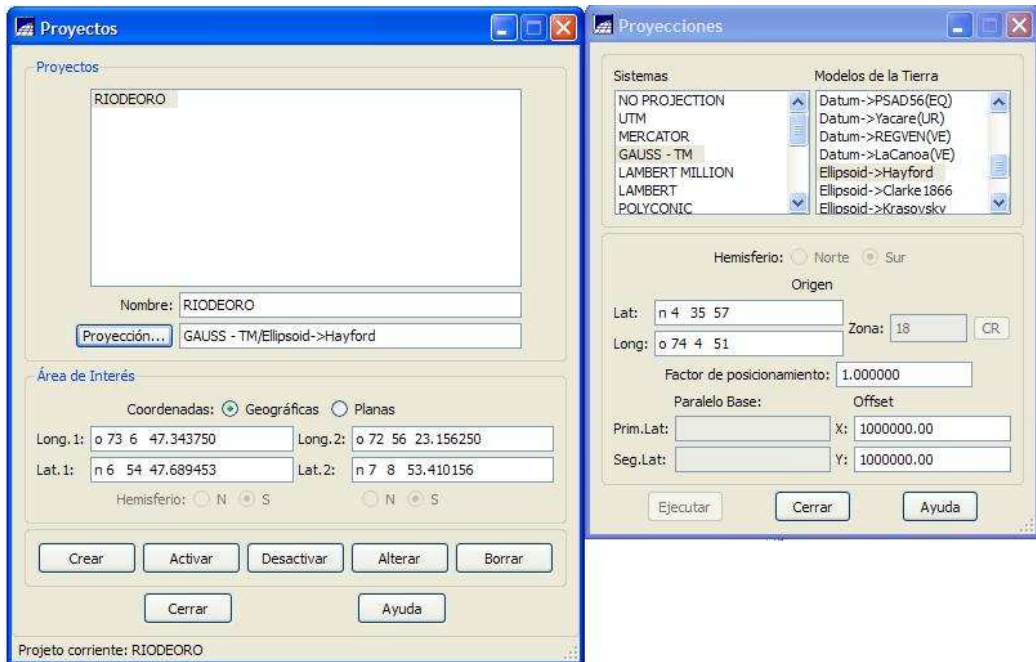 Proyectos
Proyectos
RIODEORO
Nombre: RIODEORO
Proyección... GAUSS - TM/Ellipsoid->Hayford
Área de Interés
Coordenadas: Geográficas Planas
Long.1: o 73 6 47.343750 Long.2: o 72 56 23.156250
Lat.1: n 6 54 47.689453 Lat.2: n 7 8 53.410156
Hemisferio: N S N S
Crear Activar Desactivar Alterar Borrar
Cerrar Ayuda
Projeto corriente: RIODEORO
Proyecciones
Sistemas Modelos de la Tierra
NO PROJECTION Datum->PSAD56(EQ)
UTM Datum->Yacare(UR)
MERCATOR Datum->REGVEN(VE)
GAUSS - TM Datum->LaCanoa(VE)
LAMBERT MILLION Ellipsoid->Hayford
LAMBERT Ellipsoid->Clarke1866
POLYCONIC Ellipsoid->Krasovsky
Hemisferio: Norte Sur
Origen
Lat: n 4 35 57
Long: o 74 4 51
Zona: 18 CR
Factor de posicionamiento: 1.000000
Paralelo Base: Offset
Prim.Lat: X: 1000000.00
Seg.Lat: Y: 1000000.00
Ejecutar Cerrar Ayuda